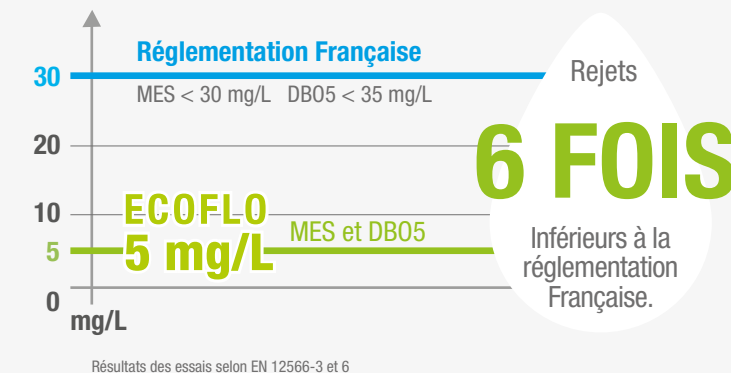 Réglementation Française
30
MES < 30 mg/L DBO5 < 35 mg/L
Rejets
6 FOIS
Inférieurs à la
réglementation
Française.
20
10
ECOFLO
5 mg/L
MES et DBO5
5
0
mg/L
Résultats des essais selon EN 12566-3 et 6